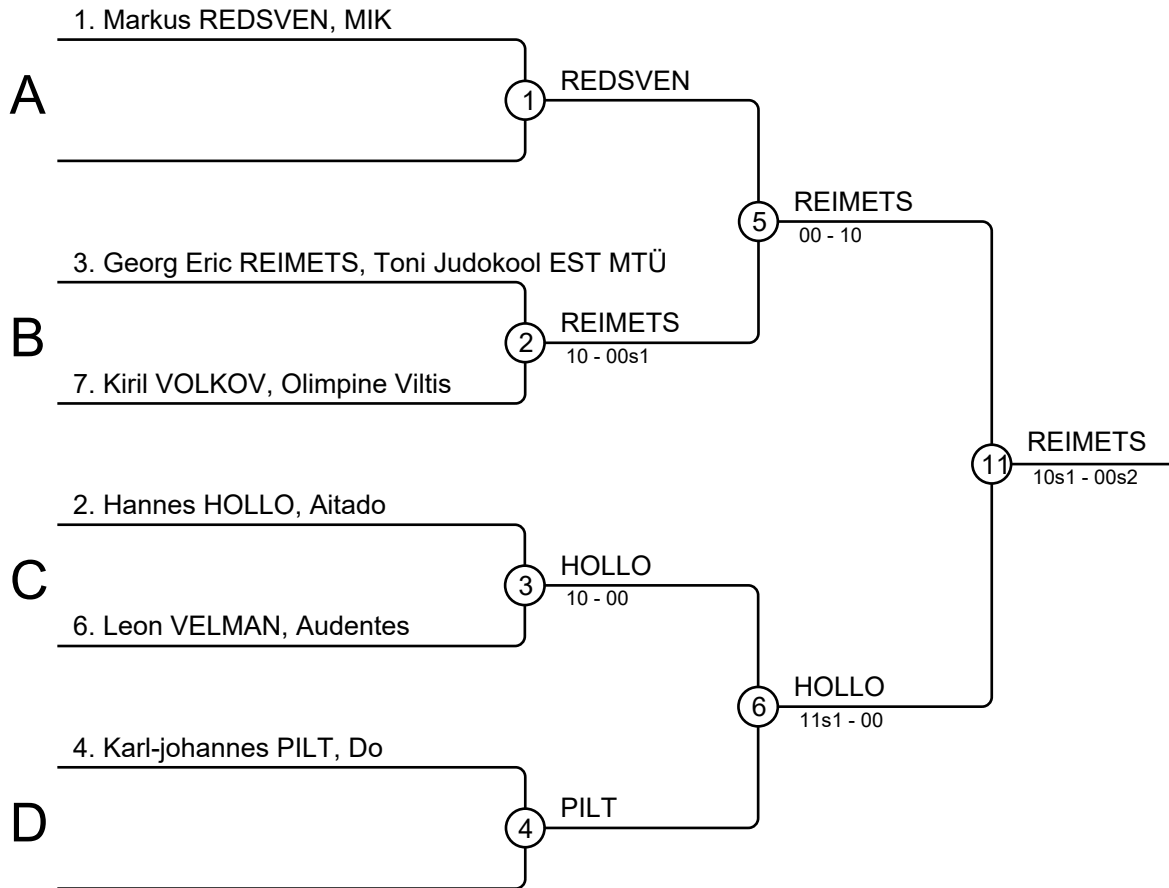 1. Markus REDSVEN, MIK
A
1
REDSVEN
5
REIMETS
00 - 10
3. Georg Eric REIMETS, Toni Judokool EST MTÜ
B
2
REIMETS
10 - 00s1
7. Kiril VOLKOV, Olimpine Viltis
11
REIMETS
10s1 - 00s2
2. Hannes HOLLO, Aitado
C
3
HOLLO
10 - 00
6. Leon VELMAN, Audentes
6
HOLLO
11s1 - 00
4. Karl-johannes PILT, Do
D
4
PILT